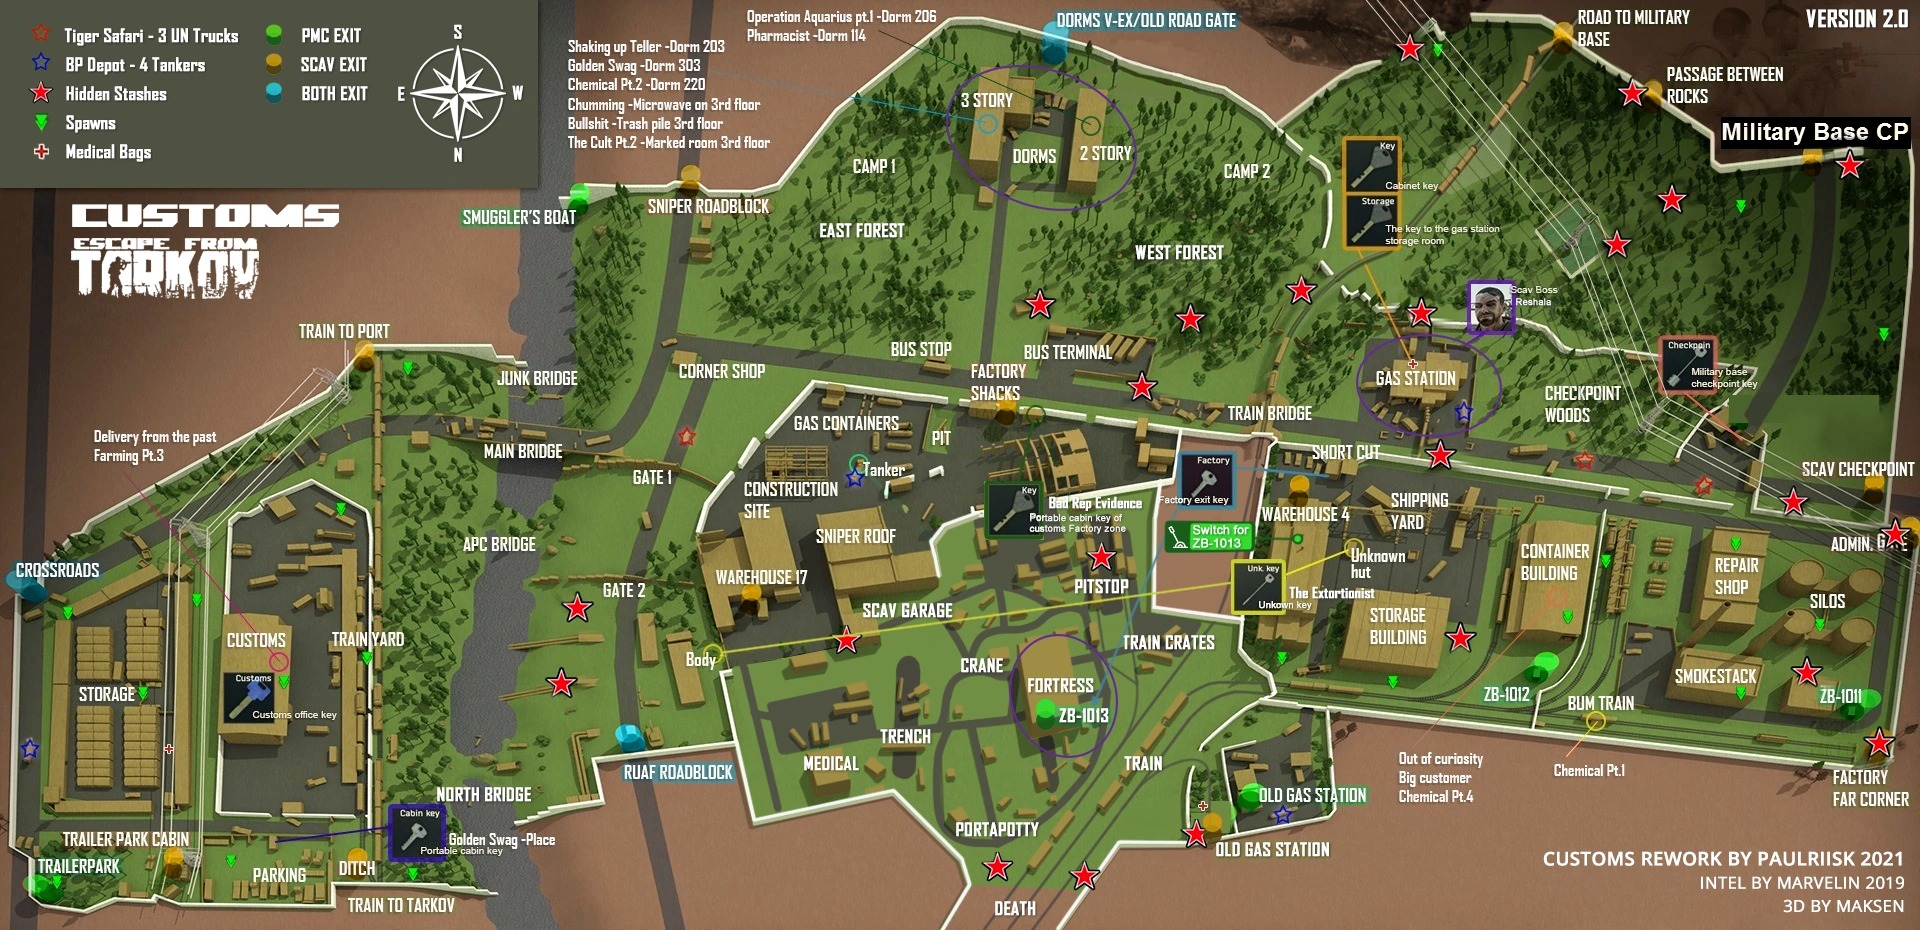 Tiger Safari - 3 UN Trucks
BP Depot - 4 Tankers
Hidden Stashes
Spawns
Medical Bags
PMC EXIT
SCAV EXIT
BOTH EXIT
S
E
W
N
CUSTOMS
ESCAPE FROM
TARKOV
Operation Aquarius pt.1 -Dorm 206
Pharmacist -Dorm 114
Shaking up Teller -Dorm 203
Golden Swag -Dorm 303
Chemical Pt.2 -Dorm 220
Chumming -Microwave on 3rd floor
Bullshit -Trash pile 3rd floor
The Cult Pt.2 -Marked room 3rd floor
DORMS V-EX/OLD ROAD GATE
ROAD TO MILITARY
BASE
VERSION 2.0
PASSAGE BETWEEN
ROCKS
Military Base CP
3 STORY
DORMS
2 STORY
CAMP 1
CAMP 2
Key
Cabinet key
Storage
The key to the gas station
storage room
SMUGGLER'S BOAT
SNIPER ROADBLOCK
EAST FOREST
WEST FOREST
Scav Boss
Reshala
TRAIN TO PORT
JUNK BRIDGE
CORNER SHOP
BUS STOP
BUS TERMINAL
FACTORY
SHACKS
GAS STATION
CHECKPOINT
WOODS
Checkpoin
Military base
checkpoint key
Delivery from the past
Farming Pt.3
MAIN BRIDGE
GATE 1
GAS CONTAINERS
PIT
TRAIN BRIDGE
SHORT CUT
SCAV CHECKPOINT
Tanker
CONSTRUCTION
SITE
SNIPER ROOF
Key
Bad Rep Evidence
Portable cabin key of
customs Factory zone
Factory
Factory exit key
Switch for
ZB-1013
WAREHOUSE 4
SHIPPING
YARD
ADMIN. GATE
CROSSROADS
APC BRIDGE
GATE 2
WAREHOUSE 17
SCAV GARAGE
PITSTOP
Unk. key
The Extortionist
Unkown key
Unknown
hut
CONTAINER
BUILDING
REPAIR
SHOP
SILOS
STORAGE
BUILDING
CUSTOMS
TRAIN YARD
Body
CRANE
TRAIN CRATES
FORTRESS
ZB-1013
STORAGE
Customs
Customs office key
SMOKESTACK
ZB-1012
ZB-1011
BUM TRAIN
TRENCH
MEDICAL
TRAIN
RUAF ROADBLOCK
NORTH BRIDGE
OLD GAS STATION
Out of curiosity
Big customer
Chemical Pt.4
Chemical Pt.1
FACTORY
FAR CORNER
Cabin key
Golden Swag -Place
Portable cabin key
TRAILER PARK CABIN
TRAILERPARK
PARKING
DITCH
TRAIN TO TARKOV
PORTAPOTTY
OLD GAS STATION
DEATH
CUSTOMS REWORK BY PAULRIISK 2021
INTEL BY MARVELIN 2019
3D BY MAKSEN